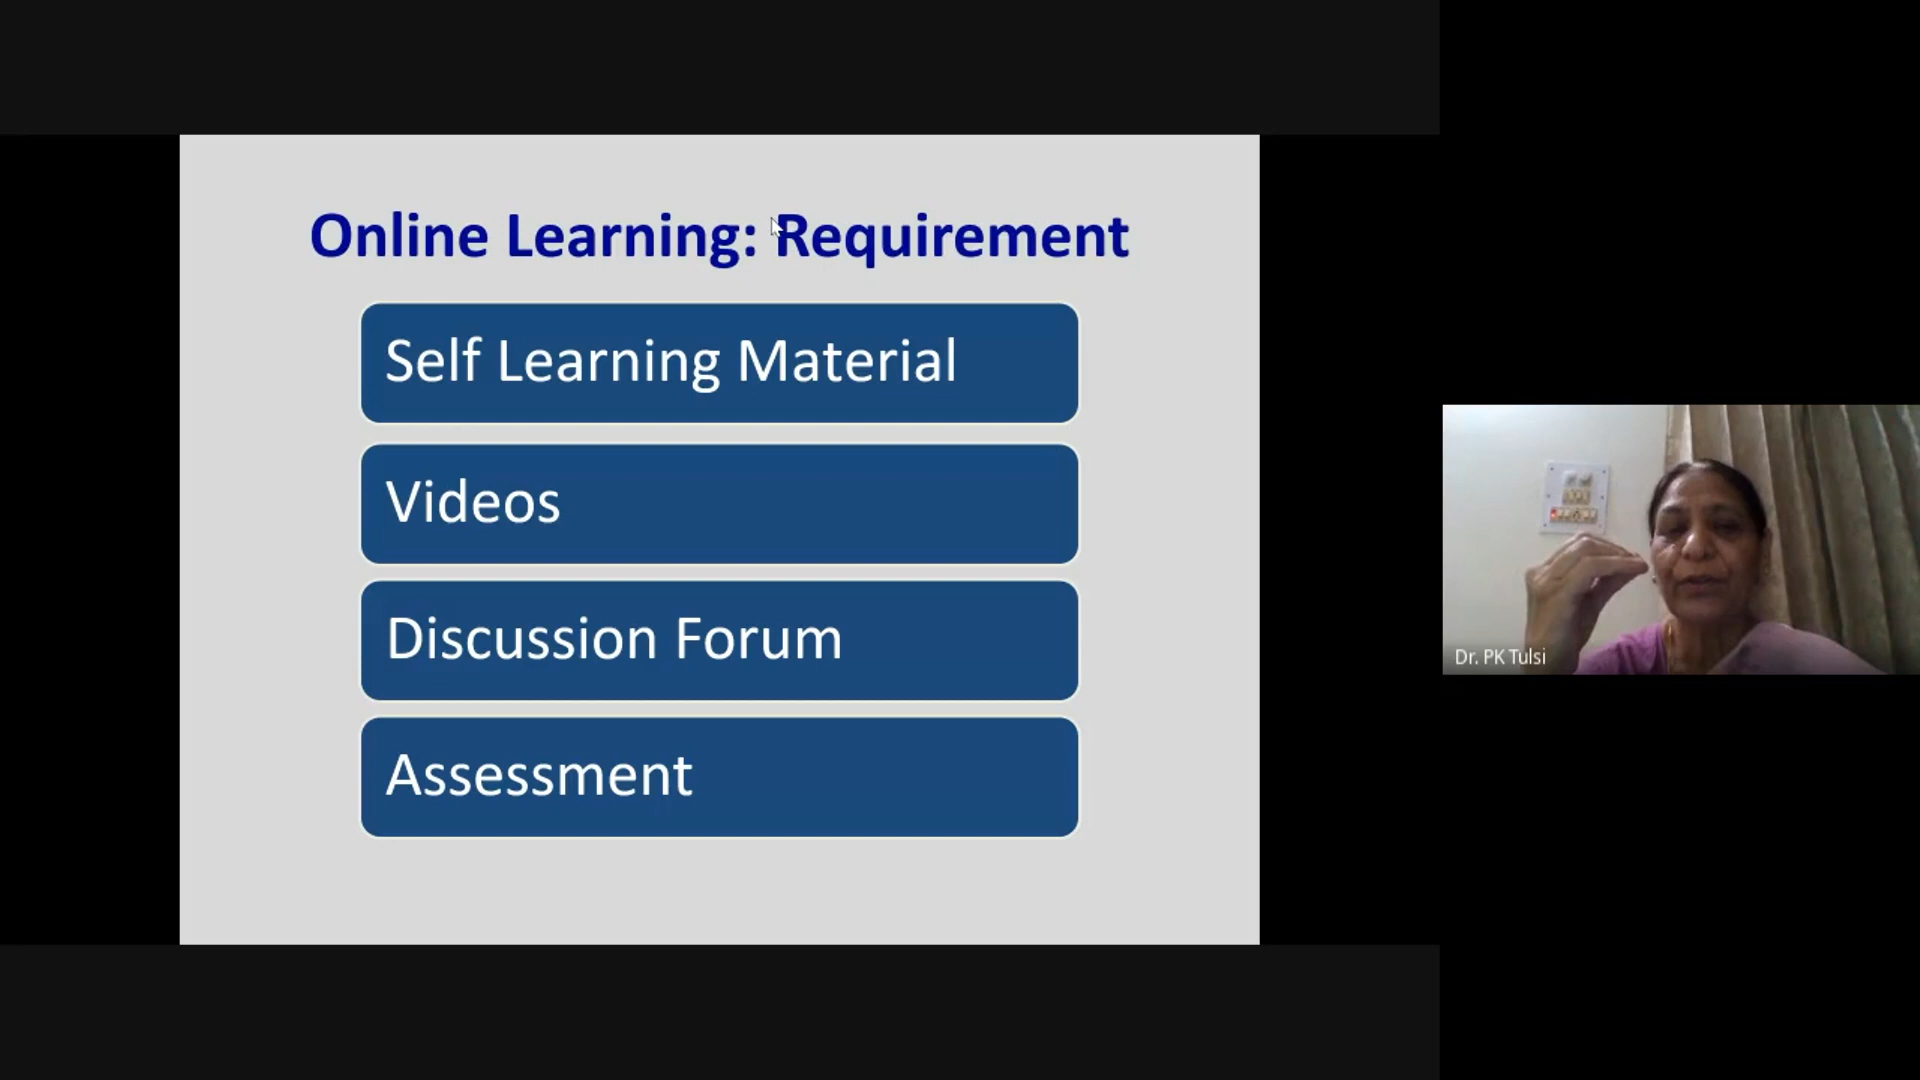 Online Learning: Requirement
Self Learning Material
Videos
Discussion Forum
Assessment
Dr. PK Tulsi